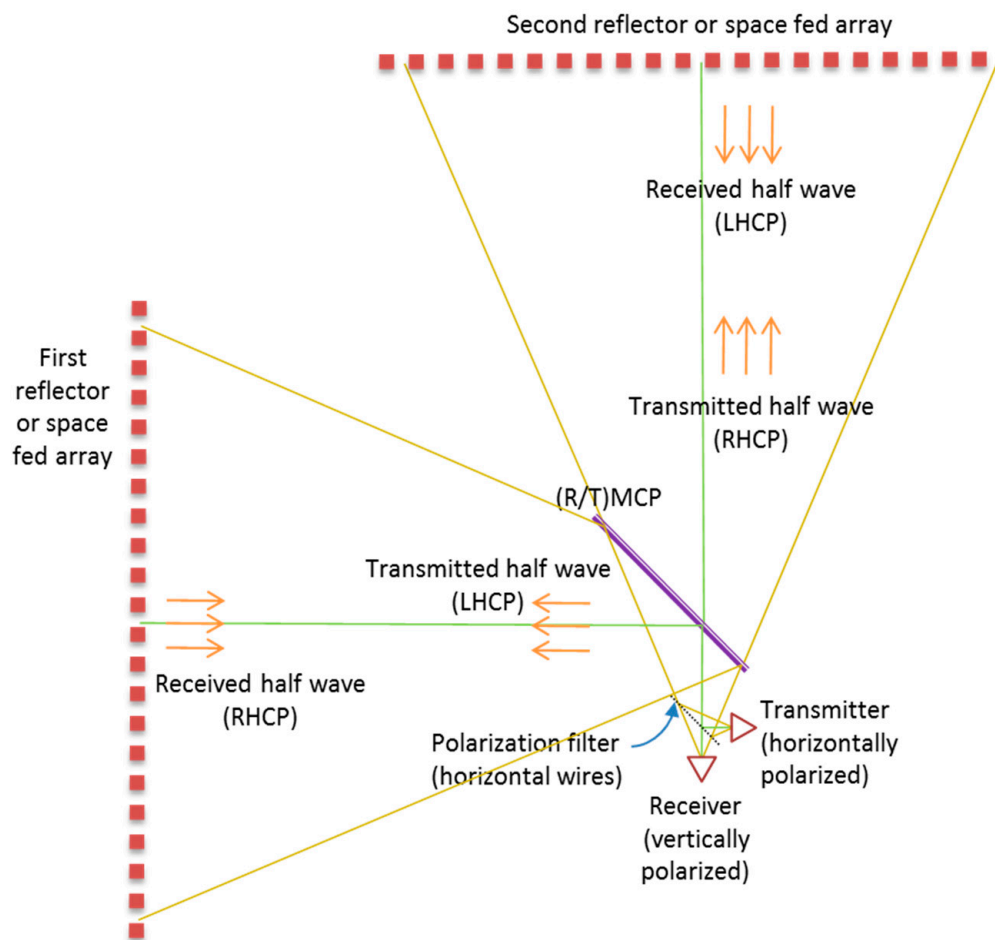 Second reflector or space fed array
Received half wave
(LHCP)
First
reflector
or space
fed array
Transmitted half wave
(RHCP)
(R/T)MCP
Transmitted half wave
(LHCP)
Received half wave
(RHCP)
Polarization filter
(horizontal wires)
Transmitter
(horizontally
polarized)
Receiver
(vertically
polarized)